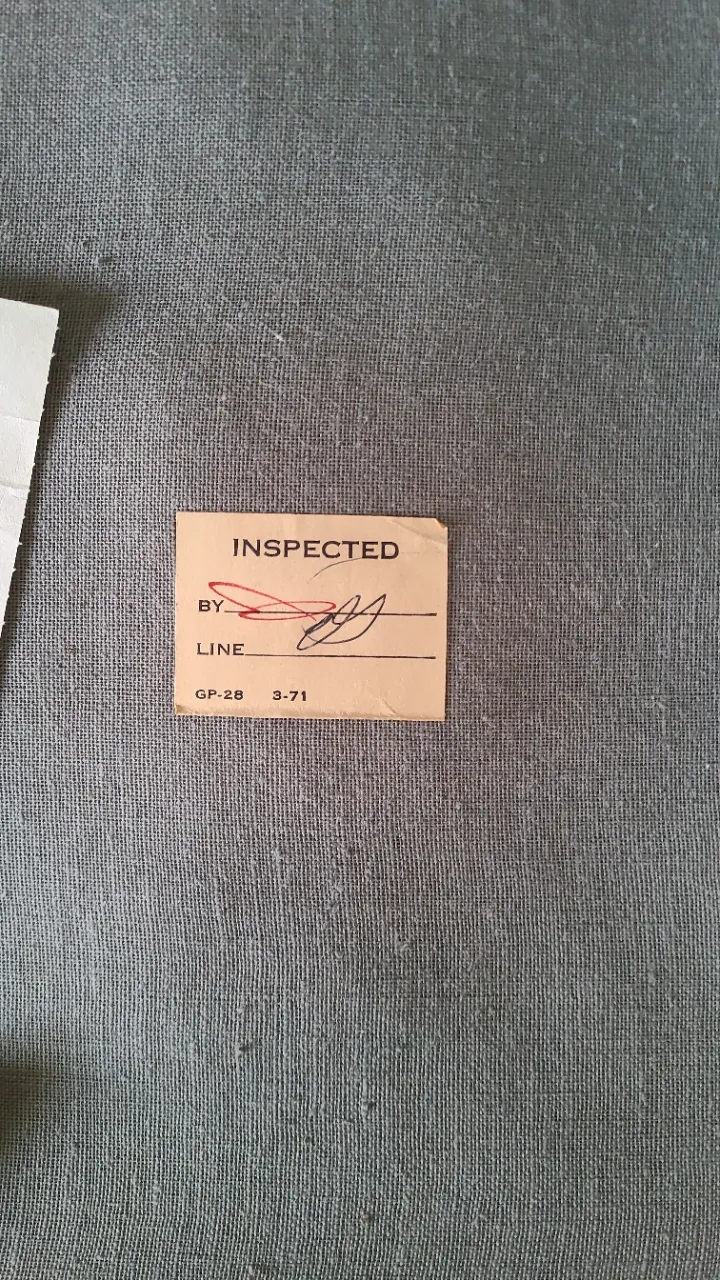 INSPECTED
BY
LINE
GP-28 3-71